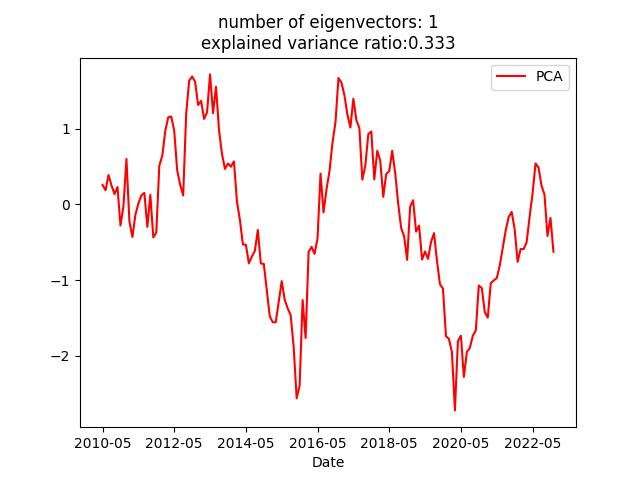 number of eigenvectors: 1
explained variance ratio:0.333
PCA
1
0
−1
−2
2010-05 2012-05 2014-05 2016-05 2018-05 2020-05 2022-05
Date